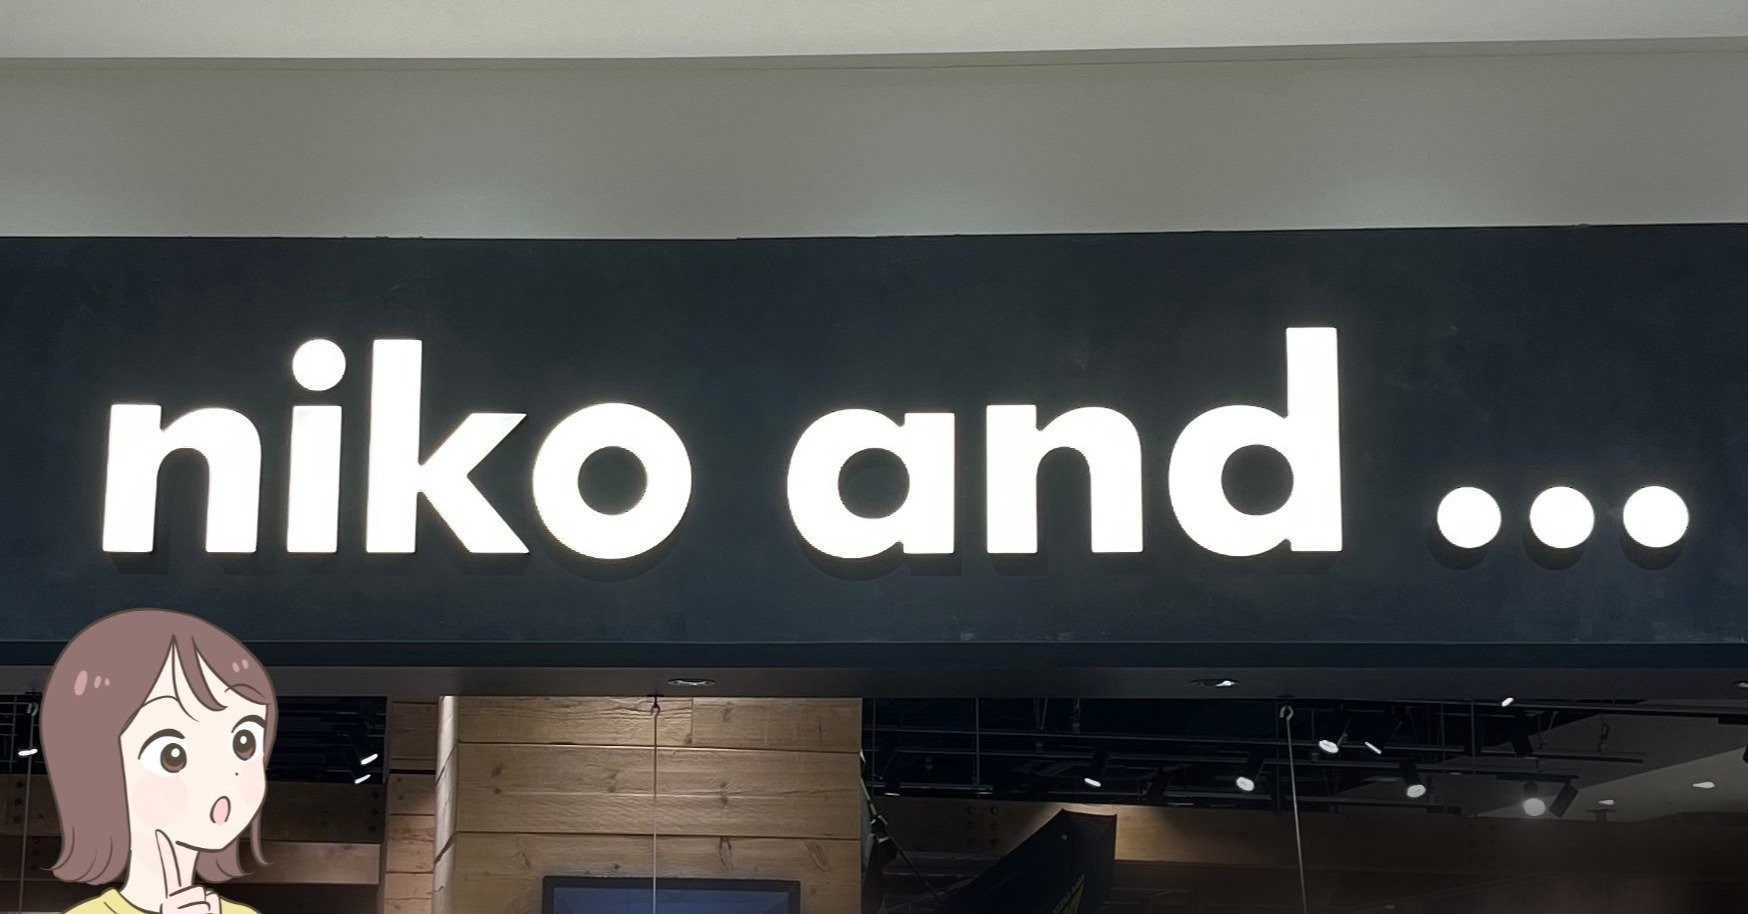 niko and ...